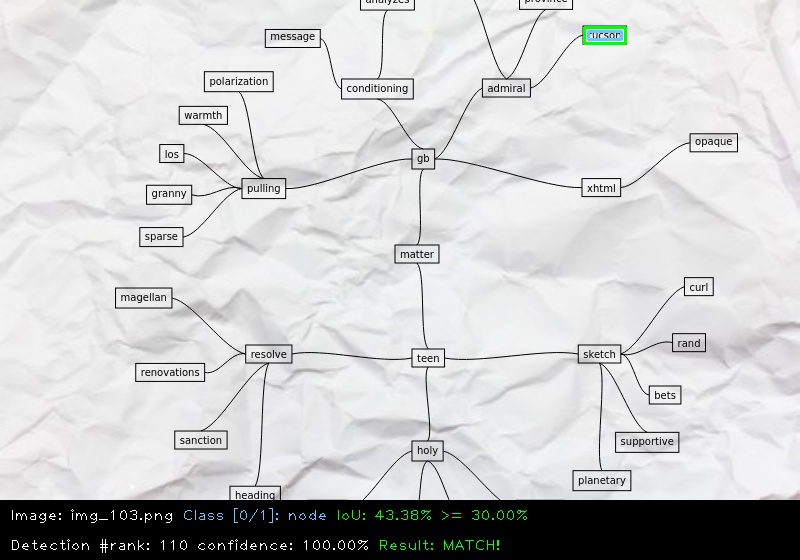 analyzes
province
message
tucson
polarization
conditioning
admiral
warmth
opaque
los
gb
granny
pulling
xhtml
sparse
matter
curl
magellan
rand
resolve
teen
sketch
renovations
bets
sanction
supportive
holy
planetary
heading
Image: img_103.png Class [0/1]: node IoU: 43.38% >= 30.00%
Detection #rank: 110 confidence: 100.00% Result: MATCH!